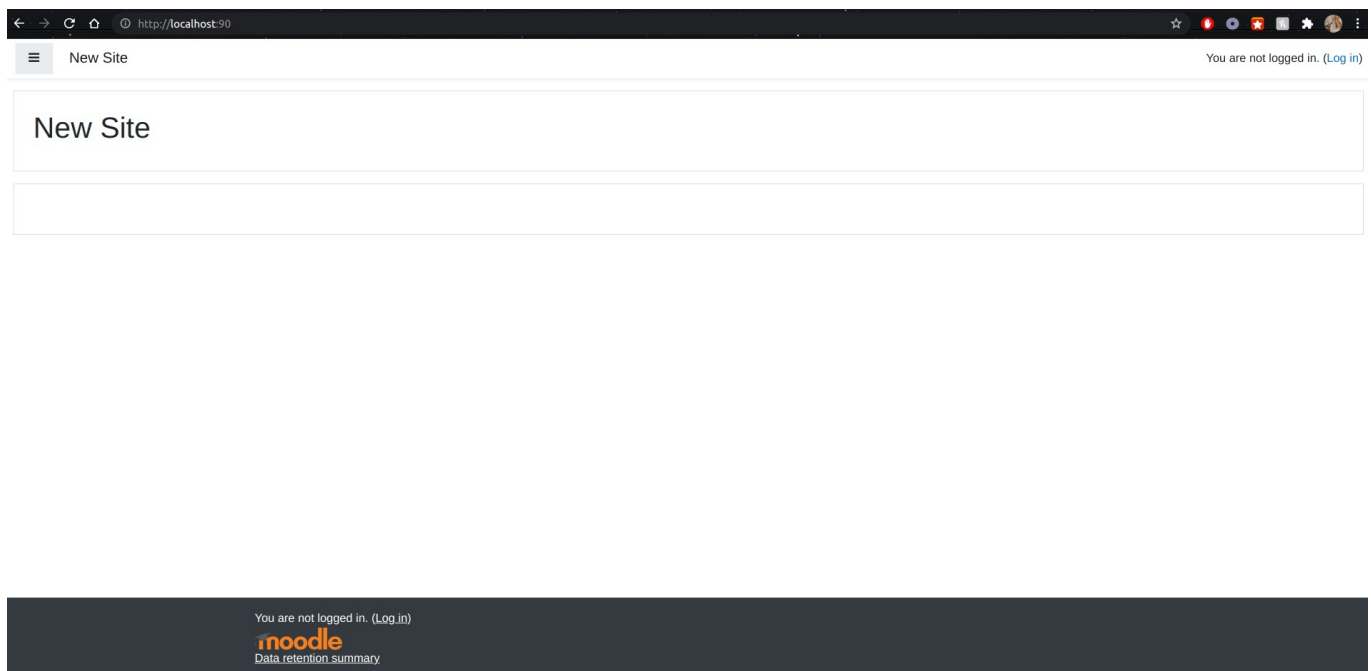 http://localhost:90
New Site
You are not logged in. (Log in)
New Site
You are not logged in. (Log in)
moodle
Data retention summary